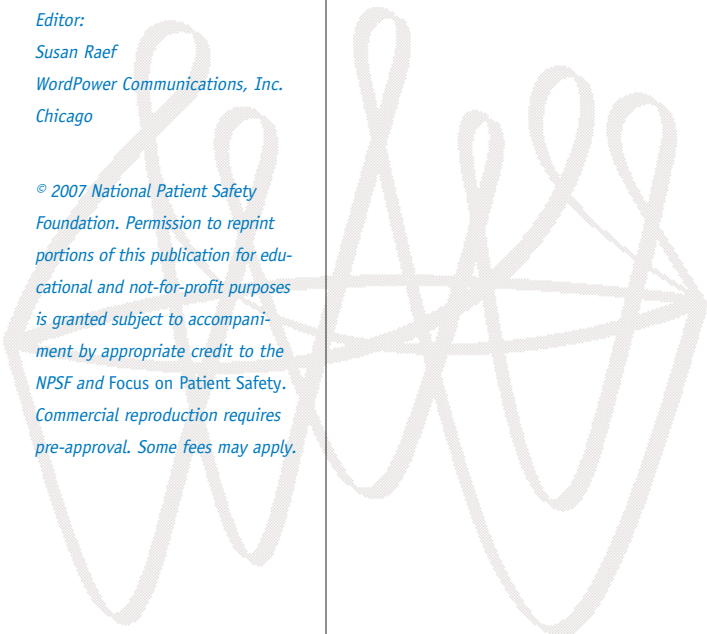 Editor:
Susan Raef
WordPower Communications, Inc.
Chicago
© 2007 National Patient Safety
Foundation. Permission to reprint
portions of this publication for edu-
cational and not-for-profit purposes
is granted subject to accompani-
ment by appropriate credit to the
NPSF and Focus on Patient Safety.
Commercial reproduction requires
pre-approval. Some fees may apply.